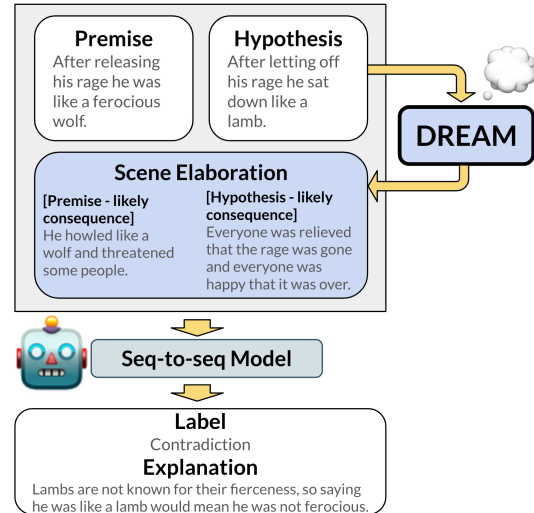 Premise
After releasing
his rage he was
like a ferocious
wolf.
Hypothesis
After letting off
his rage he sat
down like a
lamb.
DREAM
Scene Elaboration
[Premise - likely
consequence]
He howled like a
wolf and threatened
some people.
[Hypothesis - likely
consequence]
Everyone was relieved
that the rage was gone
and everyone was
happy that it was over.
Seq-to-seq Model
Label
Contradiction
Explanation
Lambs are not known for their fierceness, so saying
he was like a lamb would mean he was not ferocious.